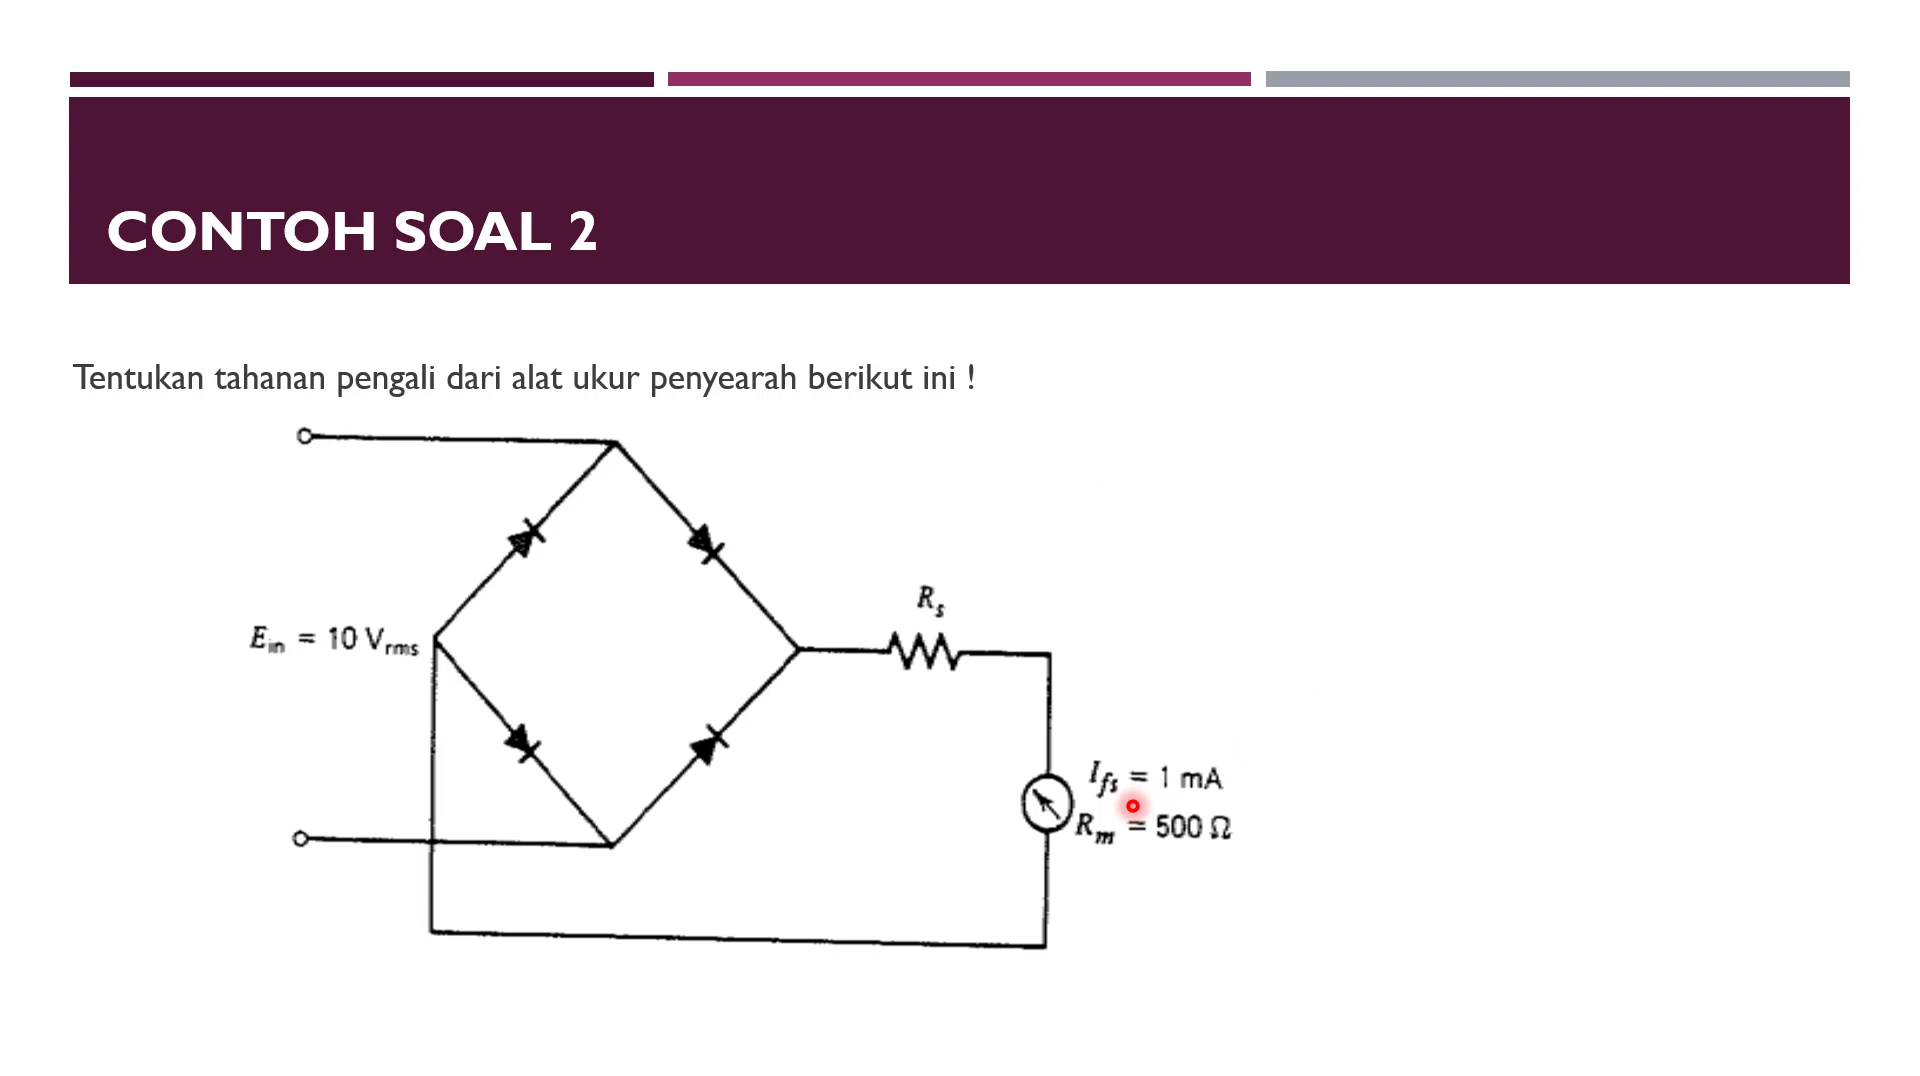 CONTOH SOAL 2
Tentukan tahanan pengali dari alat ukur penyearah berikut ini !
R_s
E_in = 10 V_rms
I_fs = 1 mA
R_m = 500 Ω